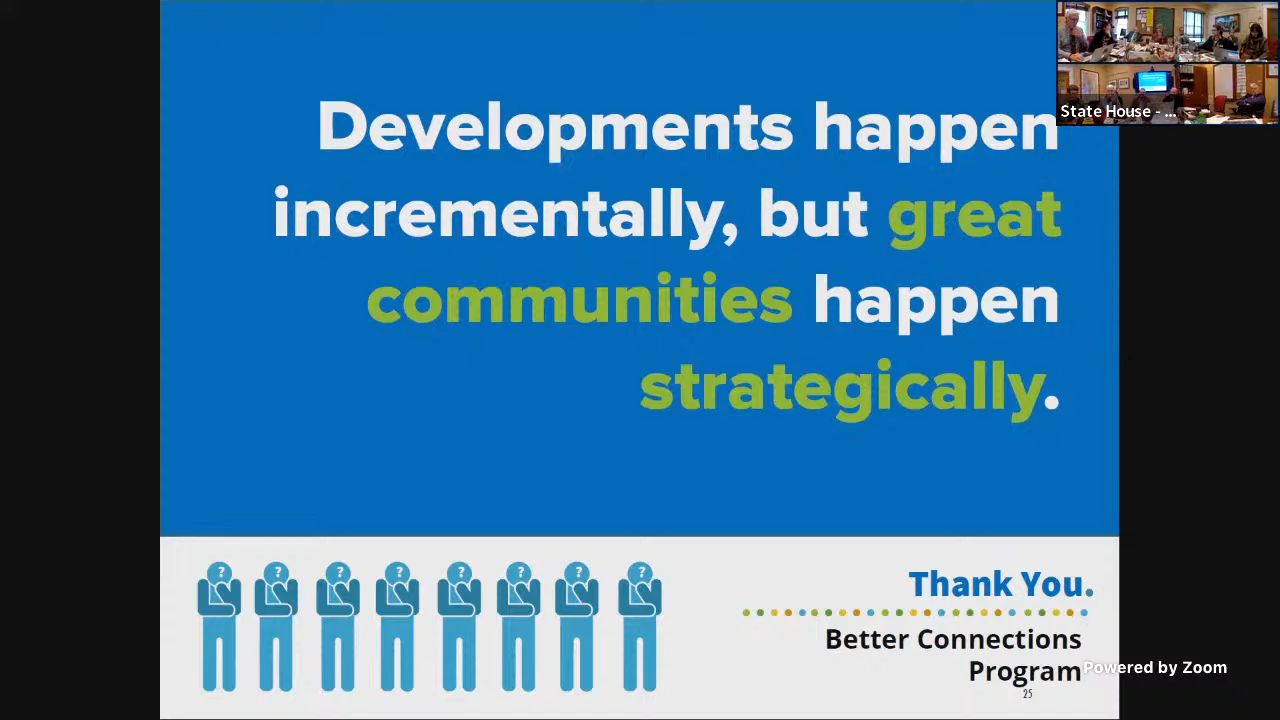 State House - ...
Developments happen
incrementally, but great
communities happen
strategically.
? ? ? ? ? ? ? ?
Thank You.
Better Connections
Program
25
Powered by Zoom